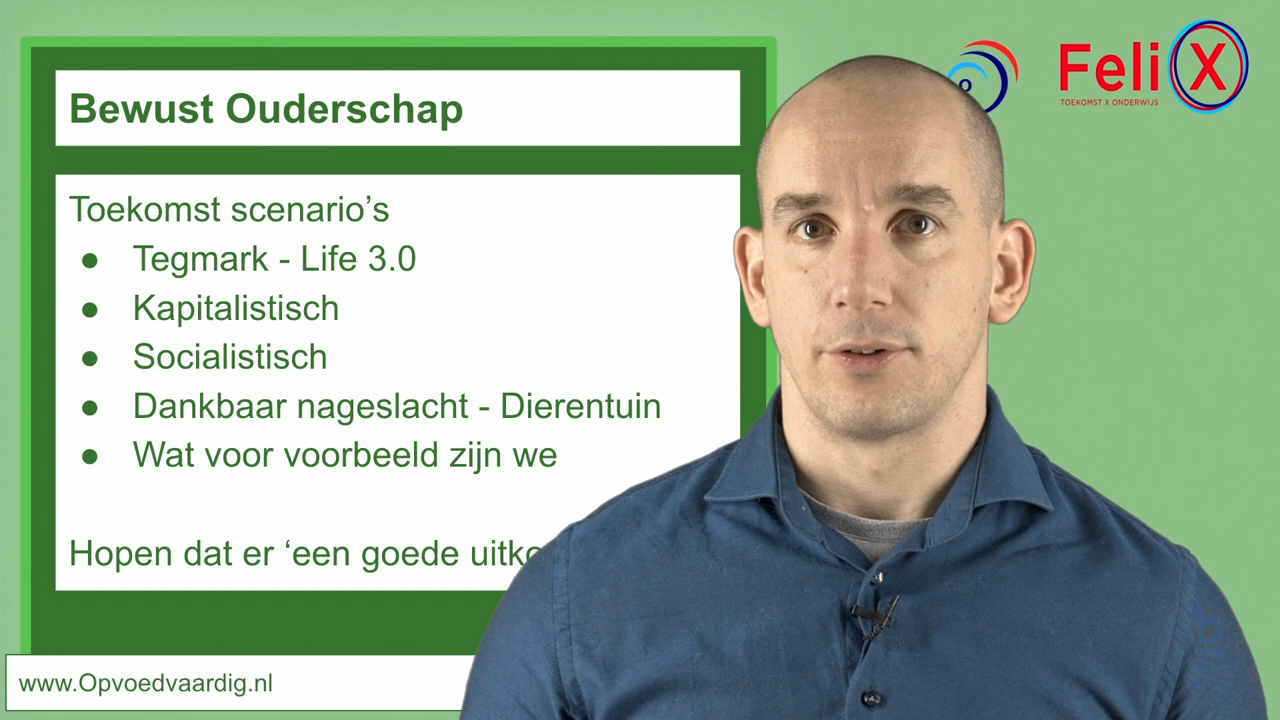 Bewust Ouderschap
Feli X
TOEKOMST X ONDERWIJS
Toekomst scenario’s
● Tegmark - Life 3.0
● Kapitalistisch
● Socialistisch
● Dankbaar nageslacht - Dierentuin
● Wat voor voorbeeld zijn we
Hopen dat er ‘een goede
www.Opvoedvaardig.nl